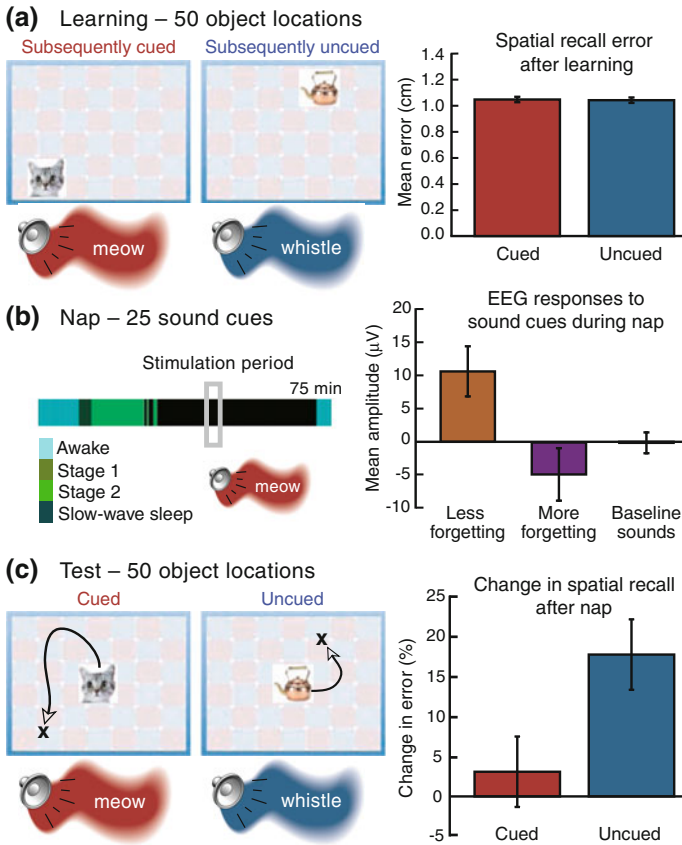 (a) Learning – 50 object locations
Subsequently cued
Subsequently uncued
meow
whistle
Spatial recall error
after learning
Mean error (cm)
1.4
1.2
1.0
0.8
0.6
0.4
0.2
0.0
Cued
Uncued
(b) Nap – 25 sound cues
Stimulation period
75 min
Awake
Stage 1
Stage 2
Slow-wave sleep
meow
EEG responses to
sound cues during nap
Mean amplitude (µV)
20
15
10
5
0
-5
-10
Less
forgetting
More
forgetting
Baseline
sounds
(c) Test – 50 object locations
Cued
Uncued
x
x
meow
whistle
Change in spatial recall
after nap
Change in error (%)
25
20
15
10
5
0
-5
Cued
Uncued